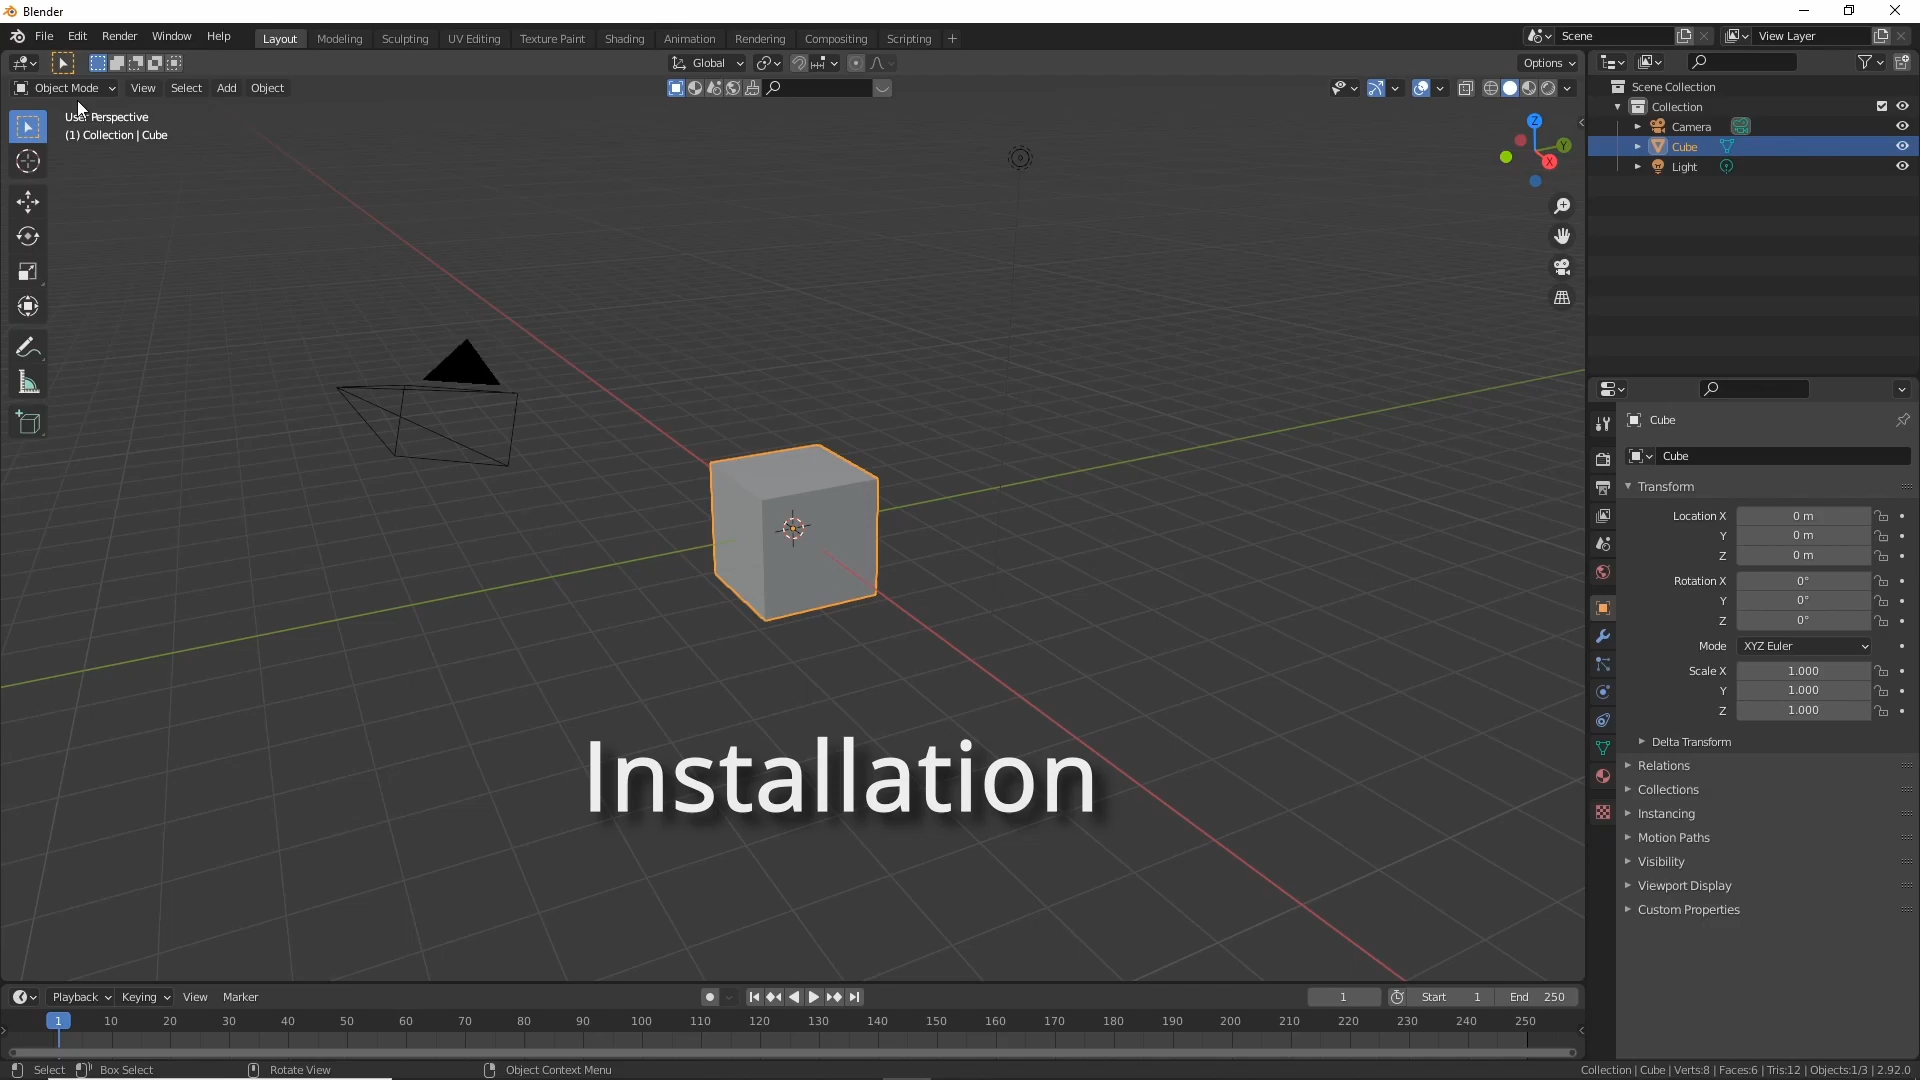 Blender
File Edit Render Window Help
Layout Modeling Sculpting UV Editing Texture Paint Shading Animation Rendering Compositing Scripting +
Scene
View Layer
Global
Options
Object Mode View Select Add Object
User Perspective
(1) Collection | Cube
Z
Y
X
Scene Collection
Collection
Camera
Cube
Light
Cube
Cube
Transform
Location X 0 m
Y 0 m
Z 0 m
Rotation X 0°
Y 0°
Z 0°
Mode XYZ Euler
Scale X 1.000
Y 1.000
Z 1.000
Delta Transform
Relations
Collections
Instancing
Motion Paths
Visibility
Viewport Display
Custom Properties
Installation
Playback Keying View Marker
1
Start 1 End 250
1 10 20 30 40 50 60 70 80 90 100 110 120 130 140 150 160 170 180 190 200 210 220 230 240 250
Select Box Select Rotate View Object Context Menu
Collection | Cube | Verts:8 | Faces:6 | Tris:12 | Objects:1/3 | 2.92.0